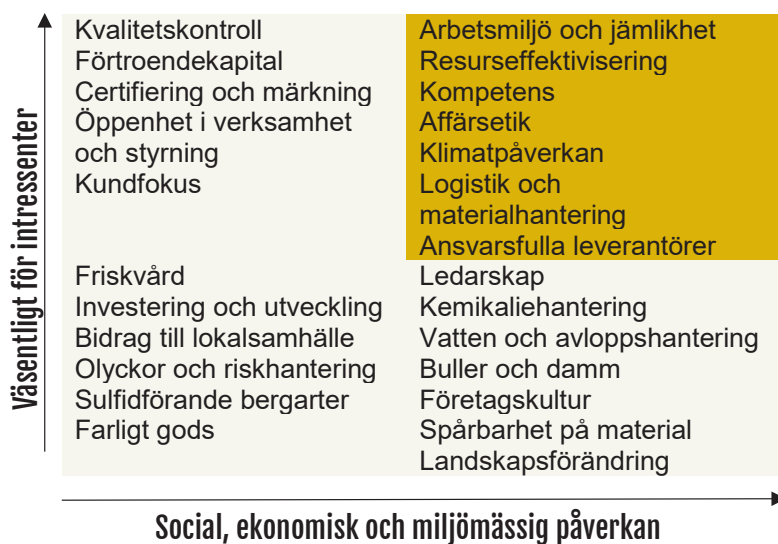 Väsentligt för intressenter
Kvalitetskontroll
Förtroendekapital
Certifiering och märkning
Öppenhet i verksamhet
och styrning
Kundfokus
Arbetsmiljö och jämlikhet
Resurseffektivisering
Kompetens
Affärsetik
Klimatpåverkan
Logistik och
materialhantering
Ansvarsfulla leverantörer
Friskvård
Investering och utveckling
Bidrag till lokalsamhälle
Olyckor och riskhantering
Sulfidförande bergarter
Farligt gods
Ledarskap
Kemikaliehantering
Vatten och avloppshantering
Buller och damm
Företagskultur
Spårbarhet på material
Landskapsförändring
Social, ekonomisk och miljömässig påverkan